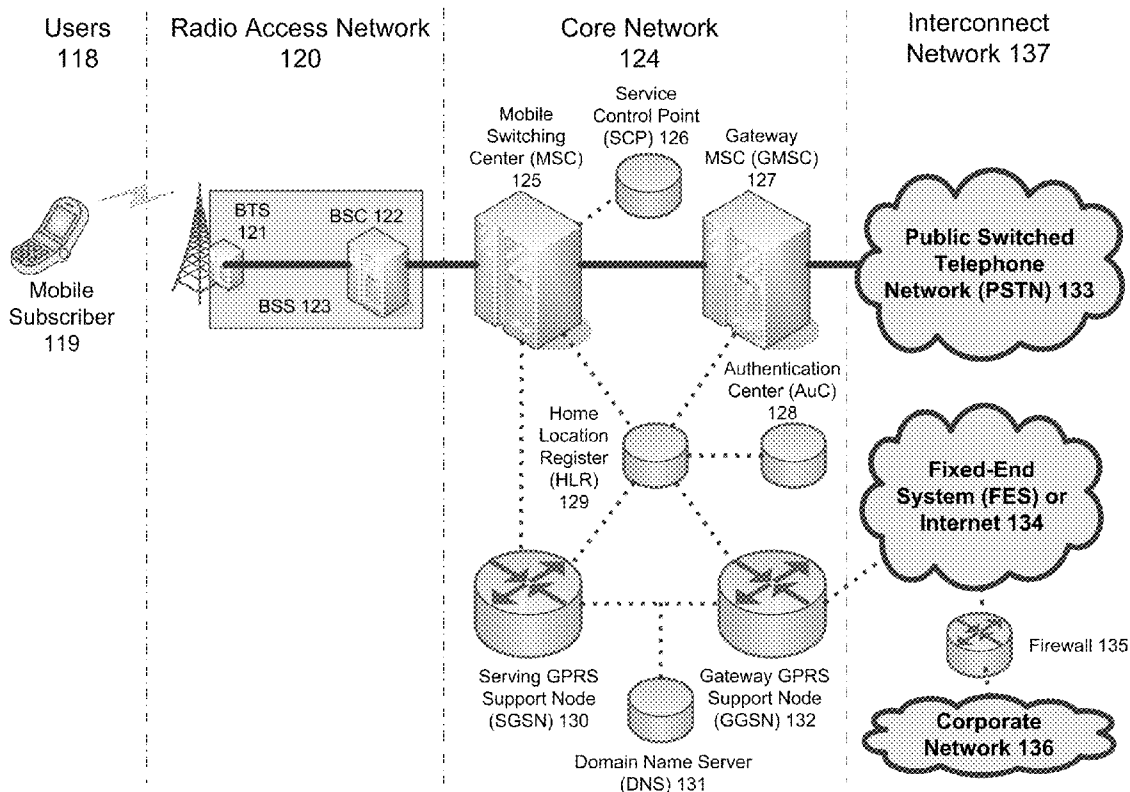 Users
118
Radio Access Network
120
Core Network
124
Interconnect
Network 137
Mobile
Switching
Center (MSC)
125
Service
Control Point
(SCP) 126
Gateway
MSC (GMSC)
127
BTS
121
BSC 122
BSS 123
Mobile
Subscriber
119
Public Switched
Telephone
Network (PSTN) 133
Authentication
Center (AuC)
128
Home
Location
Register
(HLR)
129
Fixed-End
System (FES) or
Internet 134
Firewall 135
Serving GPRS
Support Node
(SGSN) 130
Gateway GPRS
Support Node
(GGSN) 132
Corporate
Network 136
Domain Name Server
(DNS) 131